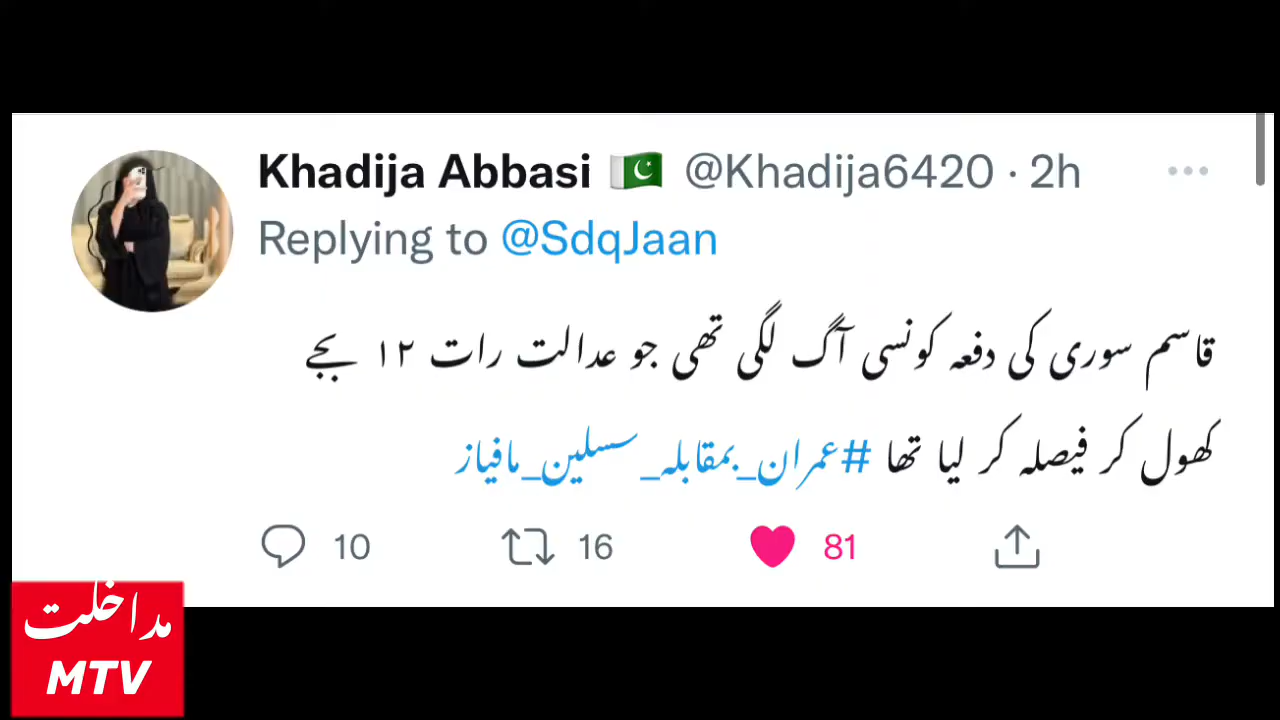 Khadija Abbasi 🇵🇰 @Khadija6420 · 2h
Replying to @SdqJaan
قاسم سوری کی دفعہ کونسی آگ لگی تھی جو عدالت رات ۱۲ بجے
کھول کر فیصلہ کر لیا تھا #عمران_بمقابلہ_سسلین_مافیاز
10 16 81
مداخلت
MTV